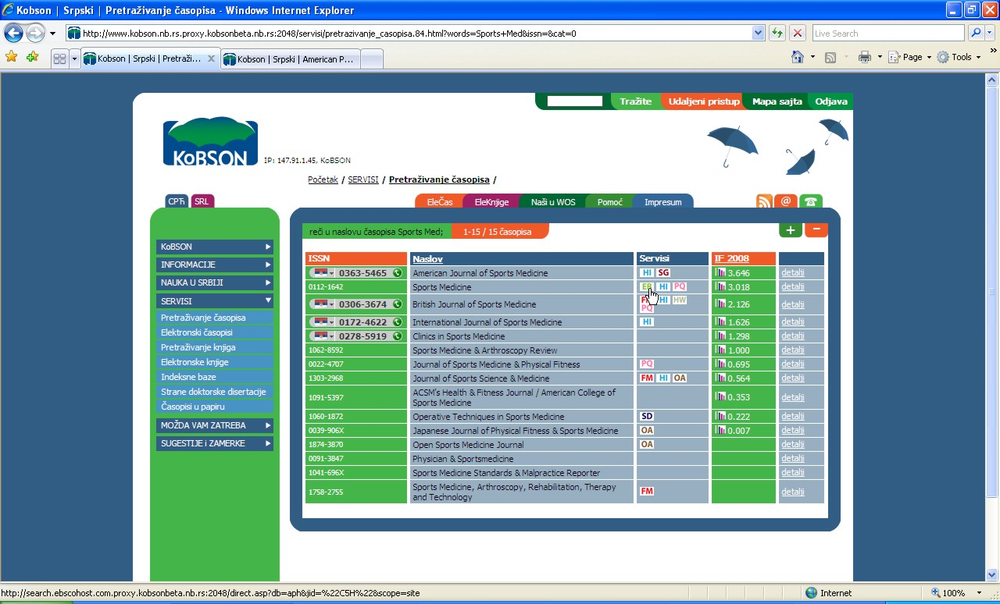 Kobson | Srpski | Pretraživanje časopisa - Windows Internet Explorer
http://www.kobson.nb.rs.proxy.kobsonbeta.nb.rs:2048/servisi/pretrazivanje_casopisa.84.html?words=Sports+Med&issn=&cat=0
Live Search
Kobson | Srpski | Pretraži...
Kobson | Srpski | American P...
Page
Tools
Tražite
Udaljeni pristup
Mapa sajta
Odjava
KoBSON
IP: 147.91.1.45, KoBSON
Početak / SERVISI / Pretraživanje časopisa /
СРЋ SRL
EleČas
EleKnjige
Naši u WOS
Pomoć
Impresum
@
KoBSON
INFORMACIJE
NAUKA U SRBIJI
SERVISI
Pretraživanje časopisa
Elektronski časopisi
Pretraživanje knjiga
Elektronske knjige
Indeksne baze
Strane doktorske disertacije
Časopisi u papiru
MOŽDA VAM ZATREBA
SUGESTIJE i ZAMERKE
reči u naslovu časopisa Sports Med;
1-15 / 15 časopisa
+ −
ISSN Naslov Servisi IF 2008
0363-5465 American Journal of Sports Medicine HI SG 3.646 detalji
0112-1642 Sports Medicine EB HI PQ 3.018 detalji
0306-3674 British Journal of Sports Medicine HI HW PQ 2.126 detalji
0172-4622 International Journal of Sports Medicine HI 1.626 detalji
0278-5919 Clinics in Sports Medicine 1.298 detalji
1062-8592 Sports Medicine & Arthroscopy Review 1.000 detalji
0022-4707 Journal of Sports Medicine & Physical Fitness PQ 0.695 detalji
1303-2968 Journal of Sports Science & Medicine FM HI OA 0.564 detalji
1091-5397 ACSM's Health & Fitness Journal / American College of
Sports Medicine 0.353 detalji
1060-1872 Operative Techniques in Sports Medicine SD 0.222 detalji
0039-906X Japanese Journal of Physical Fitness & Sports Medicine OA 0.007 detalji
1874-3870 Open Sports Medicine Journal OA detalji
0091-3847 Physician & Sportsmedicine detalji
1041-696X Sports Medicine Standards & Malpractice Reporter detalji
1758-2755 Sports Medicine, Arthroscopy, Rehabilitation, Therapy
and Technology FM detalji
http://search.ebscohost.com.proxy.kobsonbeta.nb.rs:2048/direct.asp?db=aph&jid=%22C5H%22&scope=site
Internet
100%